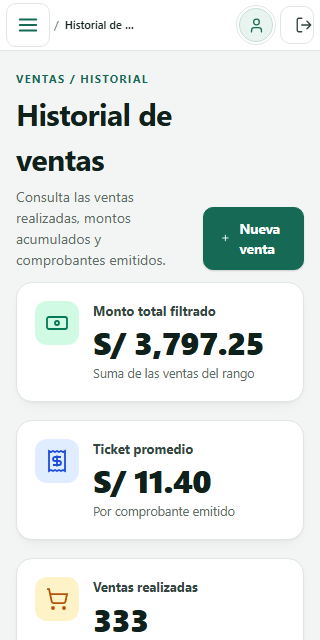 / Historial de ...
VENTAS / HISTORIAL
Historial de
ventas
Consulta las ventas
realizadas, montos
acumulados y
comprobantes emitidos.
+ Nueva
venta
Monto total filtrado
S/ 3,797.25
Suma de las ventas del rango
Ticket promedio
S/ 11.40
Por comprobante emitido
Ventas realizadas
333